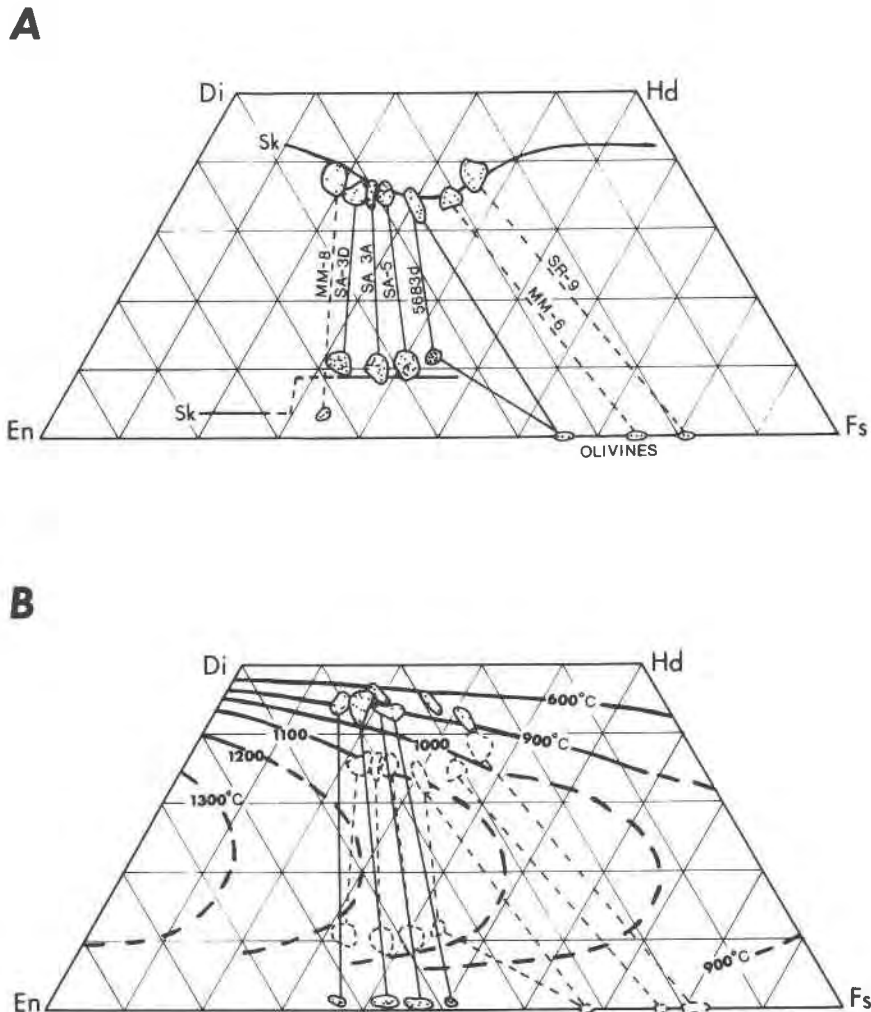 A
Di Hd
Sk
MM-8
SA-3D
SA 3A
SA-5
5683d
MM-6
SR-9
Sk
En Fs
OLIVINES
B
Di Hd
600°C
900°C
1100 1000
1200
1300°C
900°C
En Fs